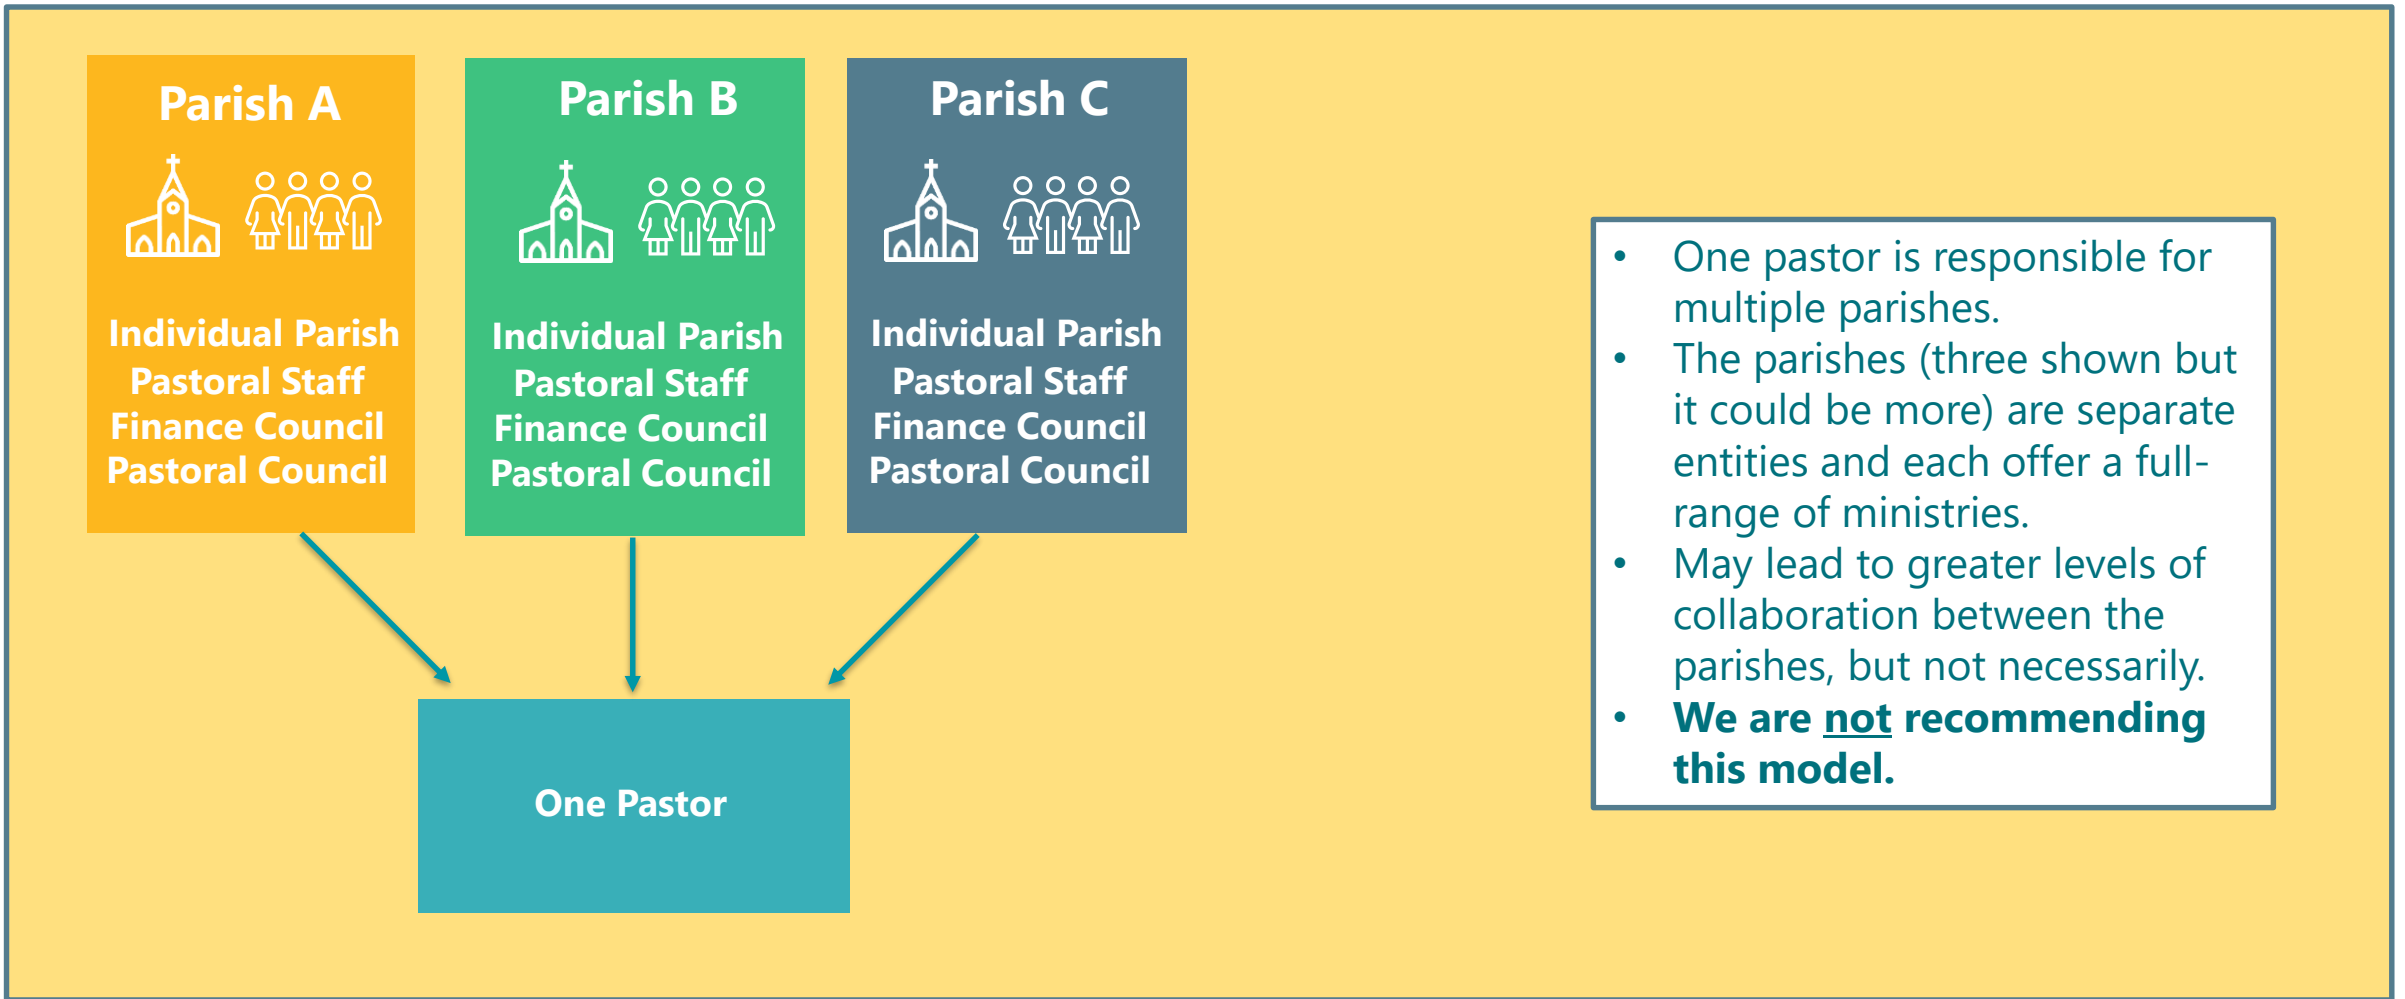 Parish A
Individual Parish
Pastoral Staff
Finance Council
Pastoral Council
Parish B
Individual Parish
Pastoral Staff
Finance Council
Pastoral Council
Parish C
Individual Parish
Pastoral Staff
Finance Council
Pastoral Council
One Pastor
• One pastor is responsible for
multiple parishes.
• The parishes (three shown but
it could be more) are separate
entities and each offer a full-
range of ministries.
• May lead to greater levels of
collaboration between the
parishes, but not necessarily.
• We are not recommending
this model.